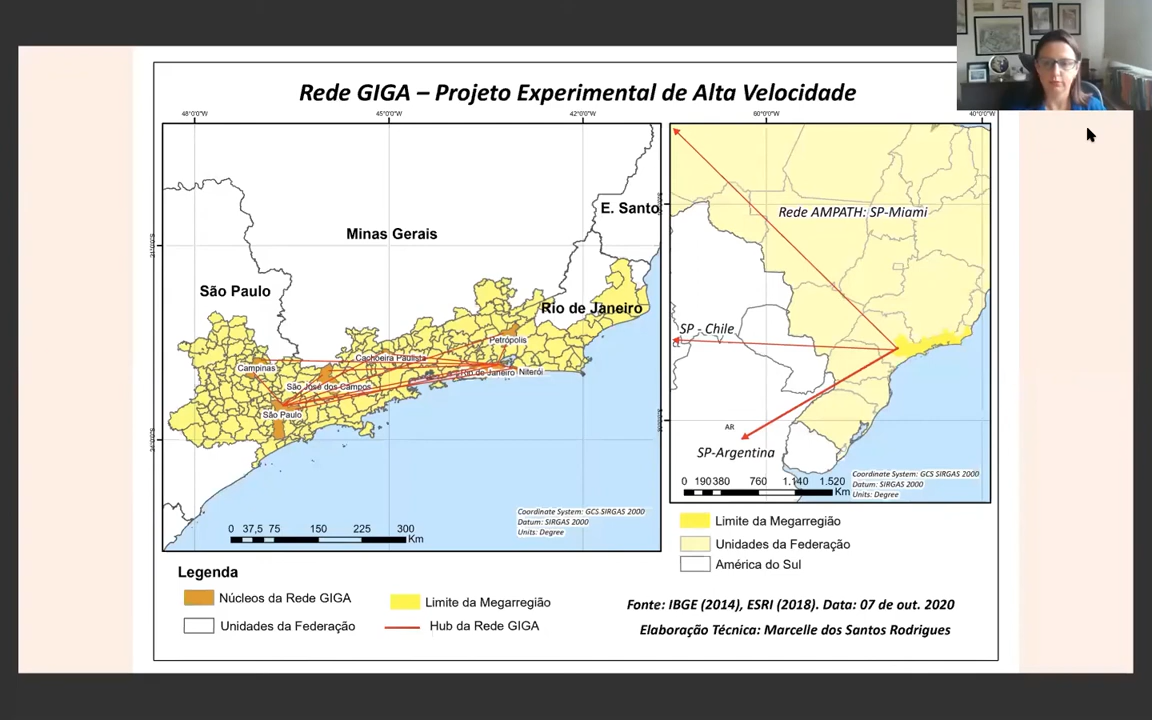 Rede GIGA – Projeto Experimental de Alta Velocidade
48°0'0"W
45°0'0"W
42°0'0"W
60°0'0"W
40°0'0"W
E. Santo
Minas Gerais
São Paulo
Rio de Janeiro
Petrópolis
Cachoeira Paulista
Campinas
Rio de Janeiro
Niterói
São José dos Campos
São Paulo
Rede AMPATH: SP-Miami
SP - Chile
AR
SP-Argentina
Coordinate System: GCS SIRGAS 2000
Datum: SIRGAS 2000
Units: Degree
0 190 380 760 1.140 1.520
Km
Coordinate System: GCS SIRGAS 2000
Datum: SIRGAS 2000
Units: Degree
0 37,5 75 150 225 300
Km
Limite da Megarregião
Unidades da Federação
América do Sul
Legenda
Núcleos da Rede GIGA
Limite da Megarregião
Unidades da Federação
Hub da Rede GIGA
Fonte: IBGE (2014), ESRI (2018). Data: 07 de out. 2020
Elaboração Técnica: Marcelle dos Santos Rodrigues